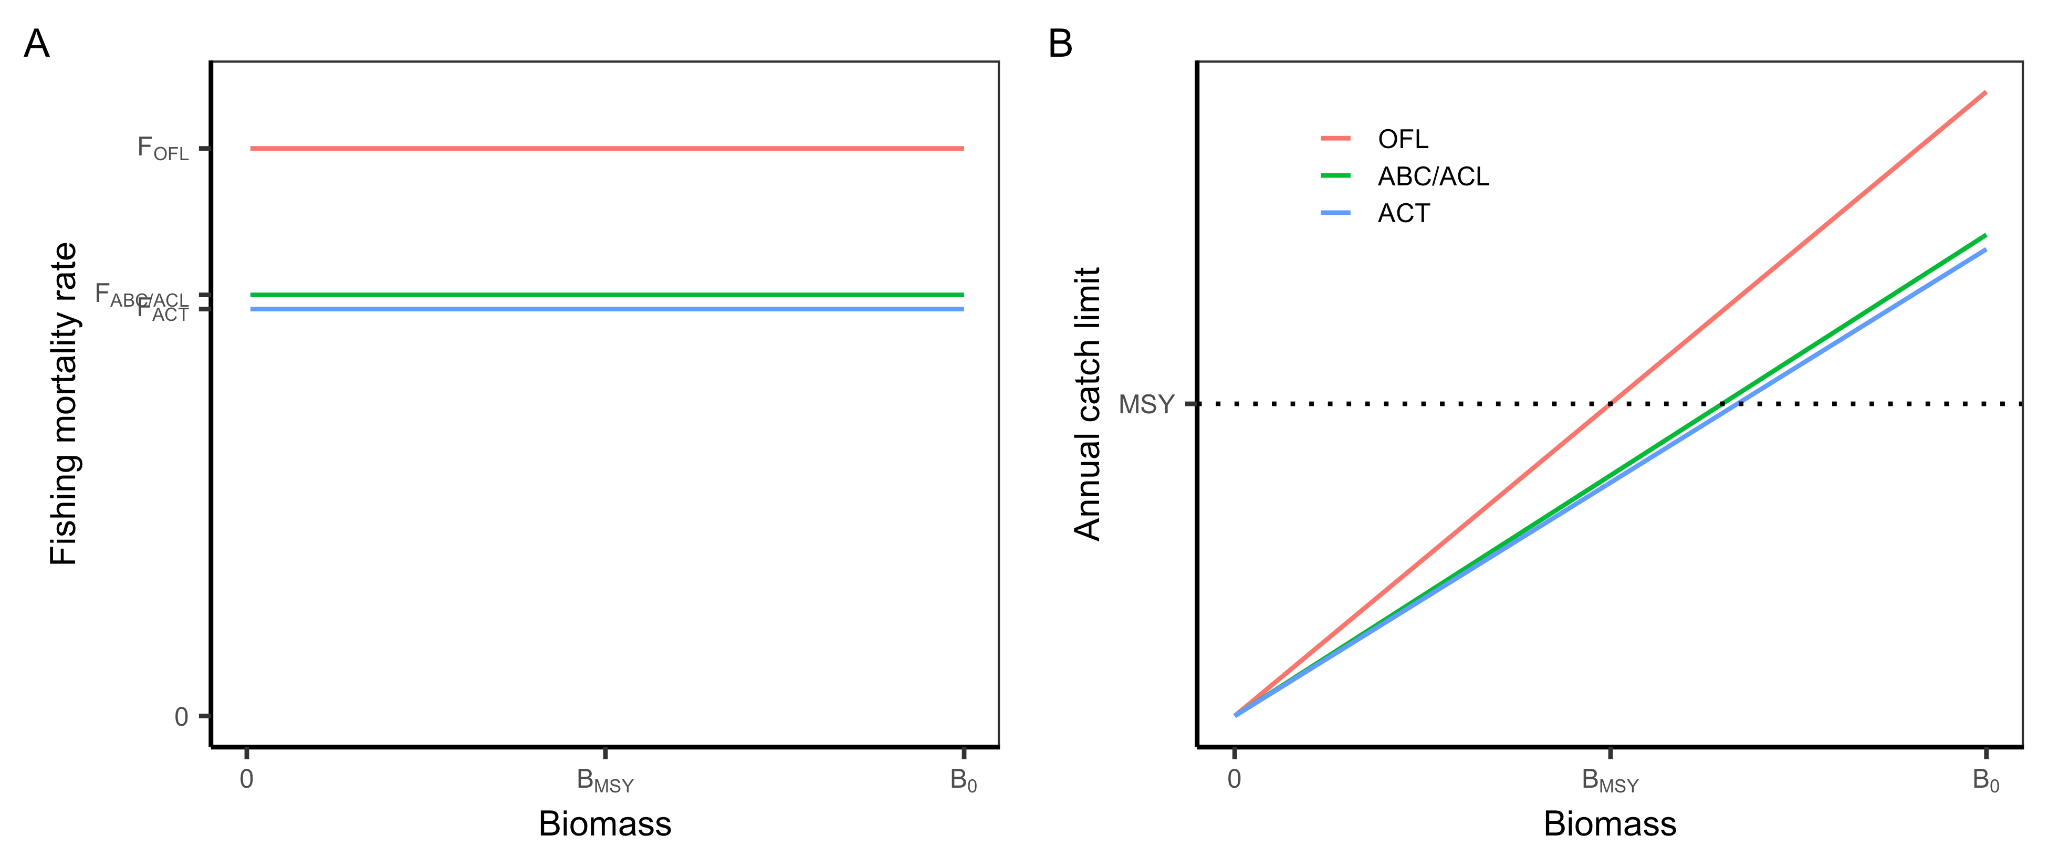 A
Fishing mortality rate
F_OFL
F_ABC/ACL
F_ACT
0
0
B_MSY
B_0
Biomass
B
Annual catch limit
OFL
ABC/ACL
ACT
MSY
0
B_MSY
B_0
Biomass